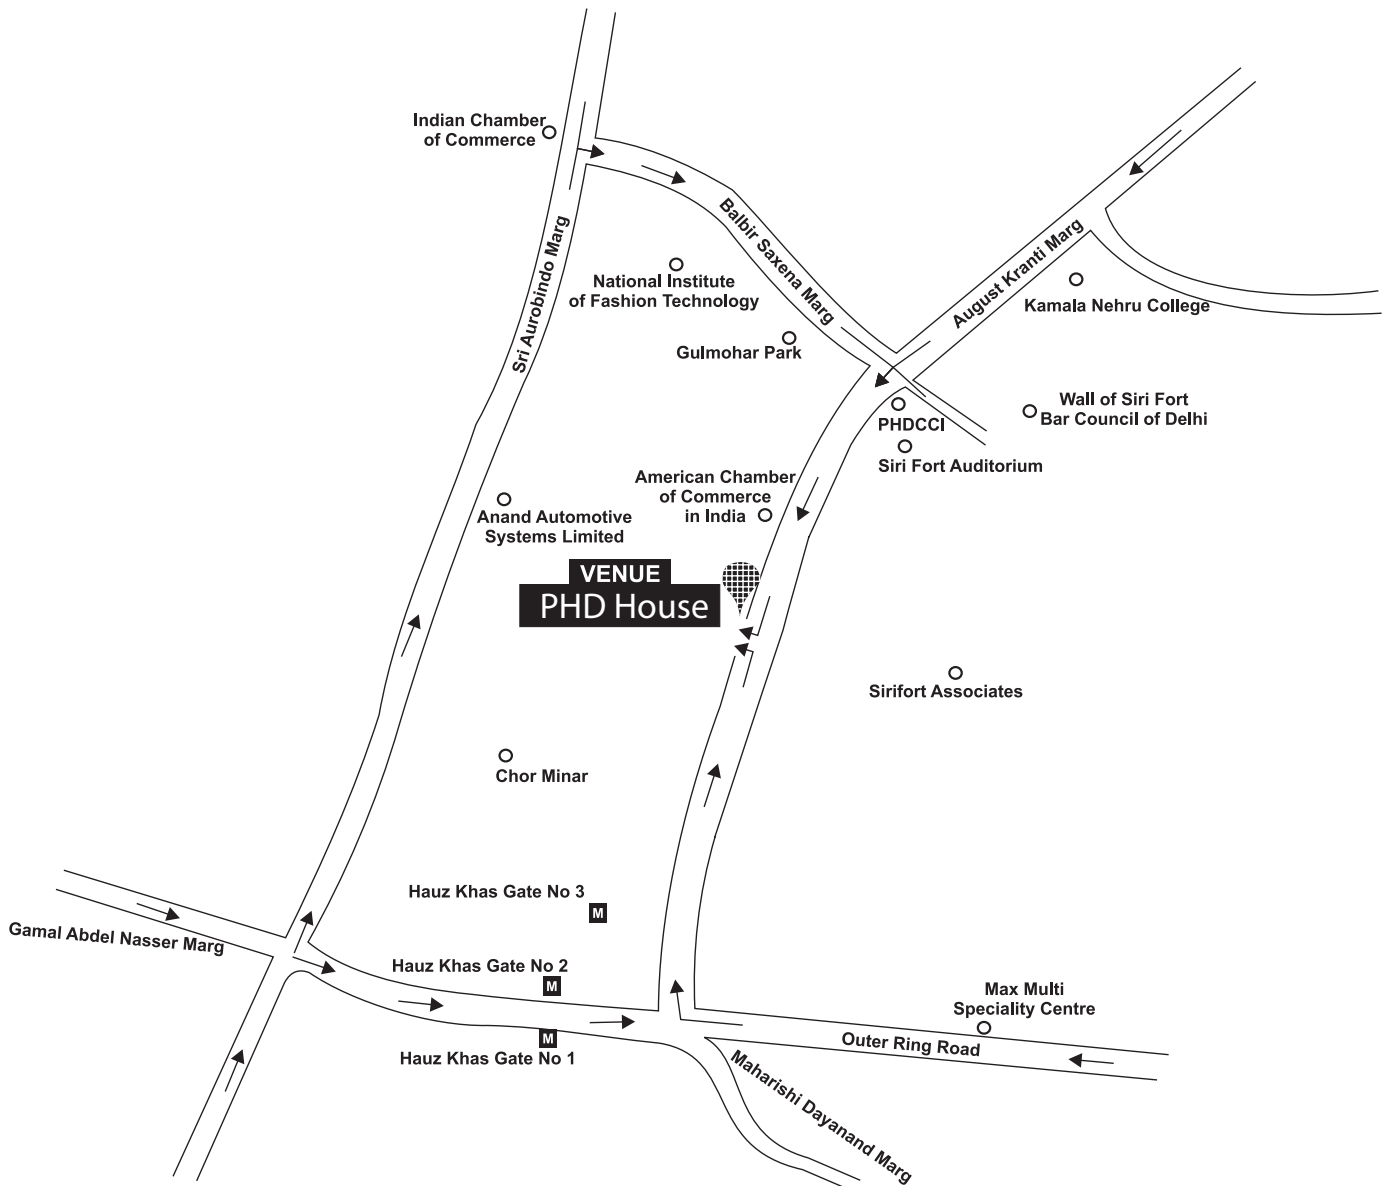 Indian Chamber
of Commerce
Balbir Saxena Marg
August Kranti Marg
Sri Aurobindo Marg
National Institute
of Fashion Technology
Kamala Nehru College
Gulmohar Park
Wall of Siri Fort
Bar Council of Delhi
PHDCCI
Siri Fort Auditorium
American Chamber
of Commerce
in India
Anand Automotive
Systems Limited
VENUE
PHD House
Sirifort Associates
Chor Minar
Hauz Khas Gate No 3
M
Gamal Abdel Nasser Marg
Hauz Khas Gate No 2
M
Max Multi
Speciality Centre
M
Hauz Khas Gate No 1
Outer Ring Road
Maharishi Dayanand Marg